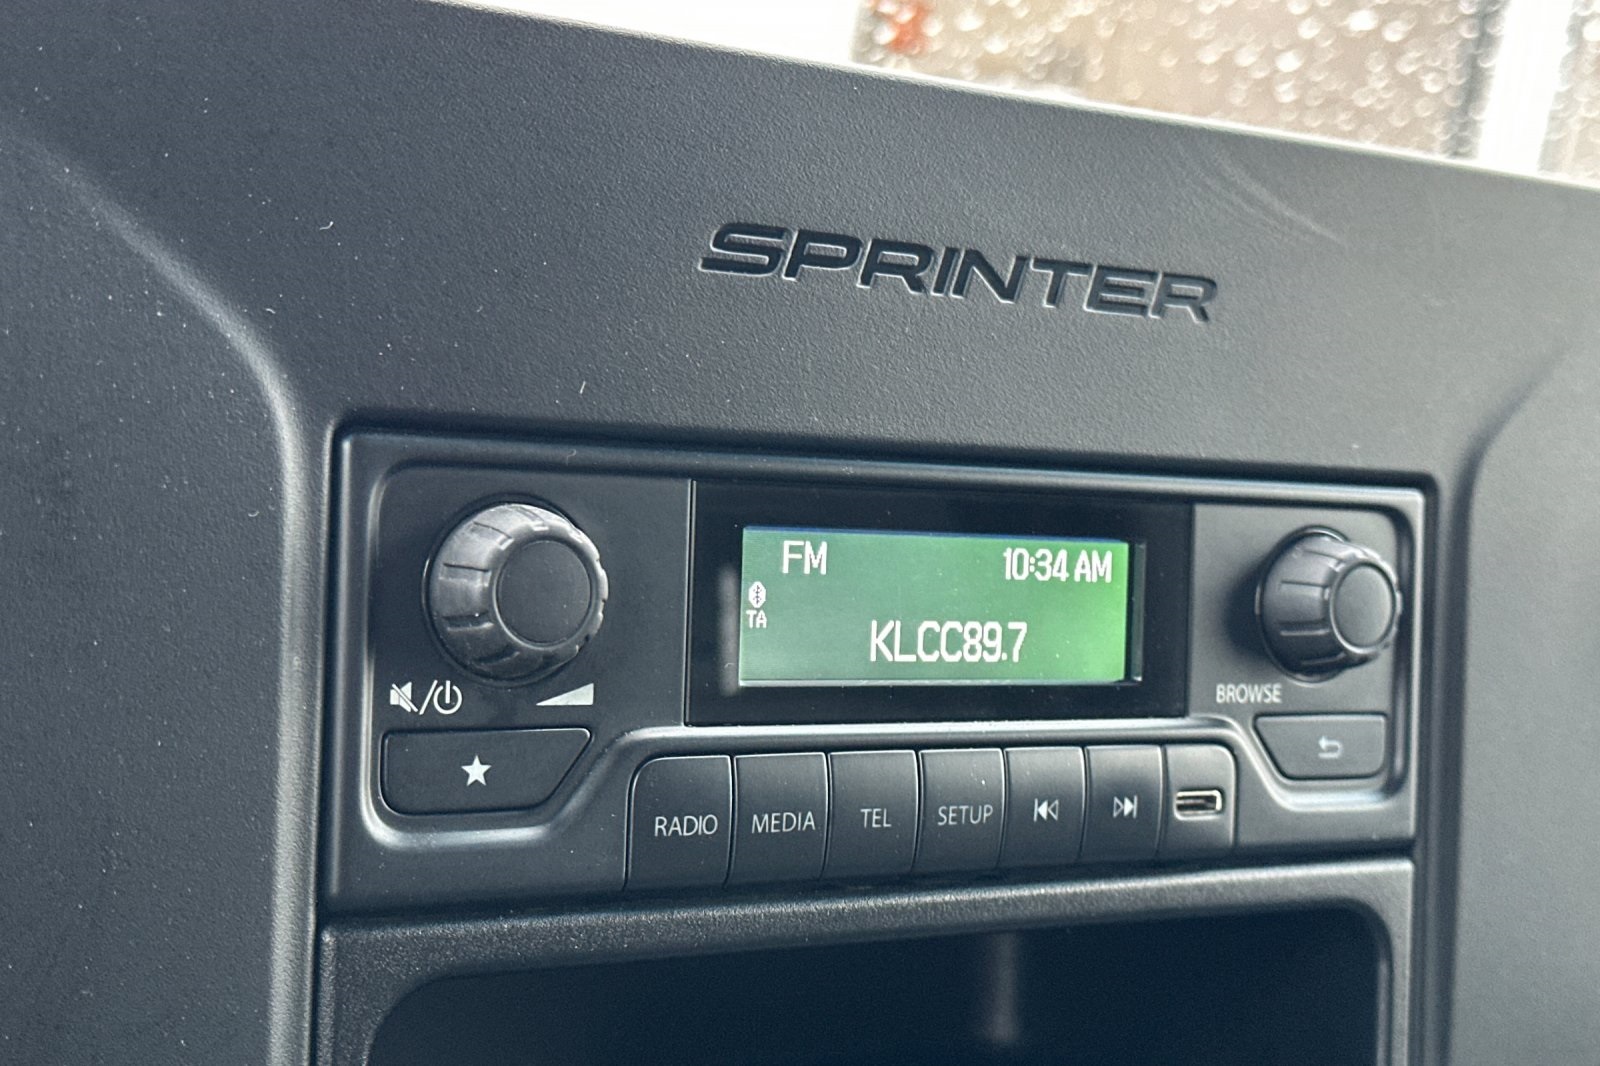 SPRINTER
FM 10:34 AM
TA
KLCC89.7
BROWSE
RADIO MEDIA TEL SETUP